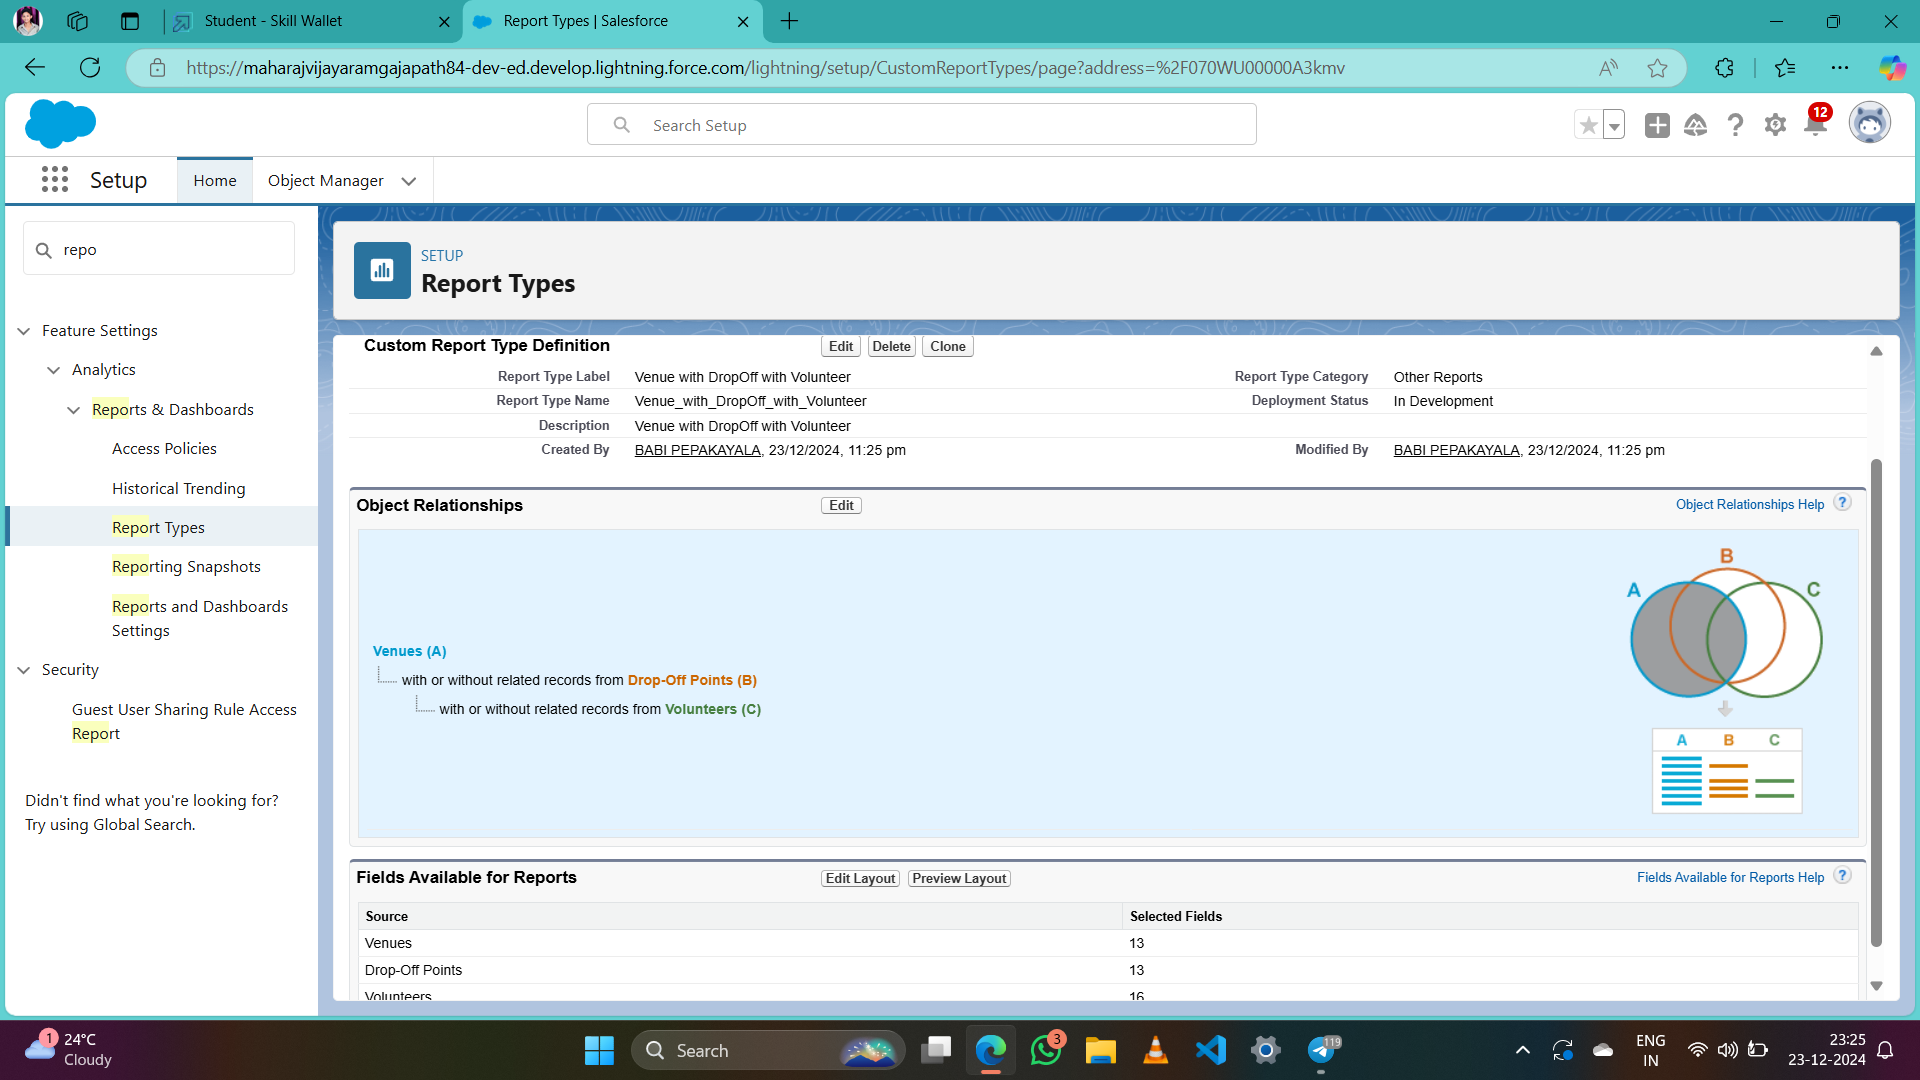 Student - Skill Wallet
Report Types | Salesforce
https://maharajvijayaramgajapath84-dev-ed.develop.lightning.force.com/lightning/setup/CustomReportTypes/page?address=%2F070WU00000A3kmv
Search Setup
12
Setup
Home
Object Manager
repo
Feature Settings
Analytics
Reports & Dashboards
Access Policies
Historical Trending
Report Types
Reporting Snapshots
Reports and Dashboards
Settings
Security
Guest User Sharing Rule Access
Report
Didn't find what you're looking for?
Try using Global Search.
SETUP
Report Types
Custom Report Type Definition
Edit Delete Clone
Report Type Label Venue with DropOff with Volunteer Report Type Category Other Reports
Report Type Name Venue_with_DropOff_with_Volunteer Deployment Status In Development
Description Venue with DropOff with Volunteer
Created By BABI PEPAKAYALA, 23/12/2024, 11:25 pm Modified By BABI PEPAKAYALA, 23/12/2024, 11:25 pm
Object Relationships Edit Object Relationships Help ?
Venues (A)
with or without related records from Drop-Off Points (B)
with or without related records from Volunteers (C)
B
A C
A B C
Fields Available for Reports Edit Layout Preview Layout Fields Available for Reports Help ?
Source Selected Fields
Venues 13
Drop-Off Points 13
Volunteers 16
1
24°C
Cloudy
Search
3
119
ENG
IN
23:25
23-12-2024